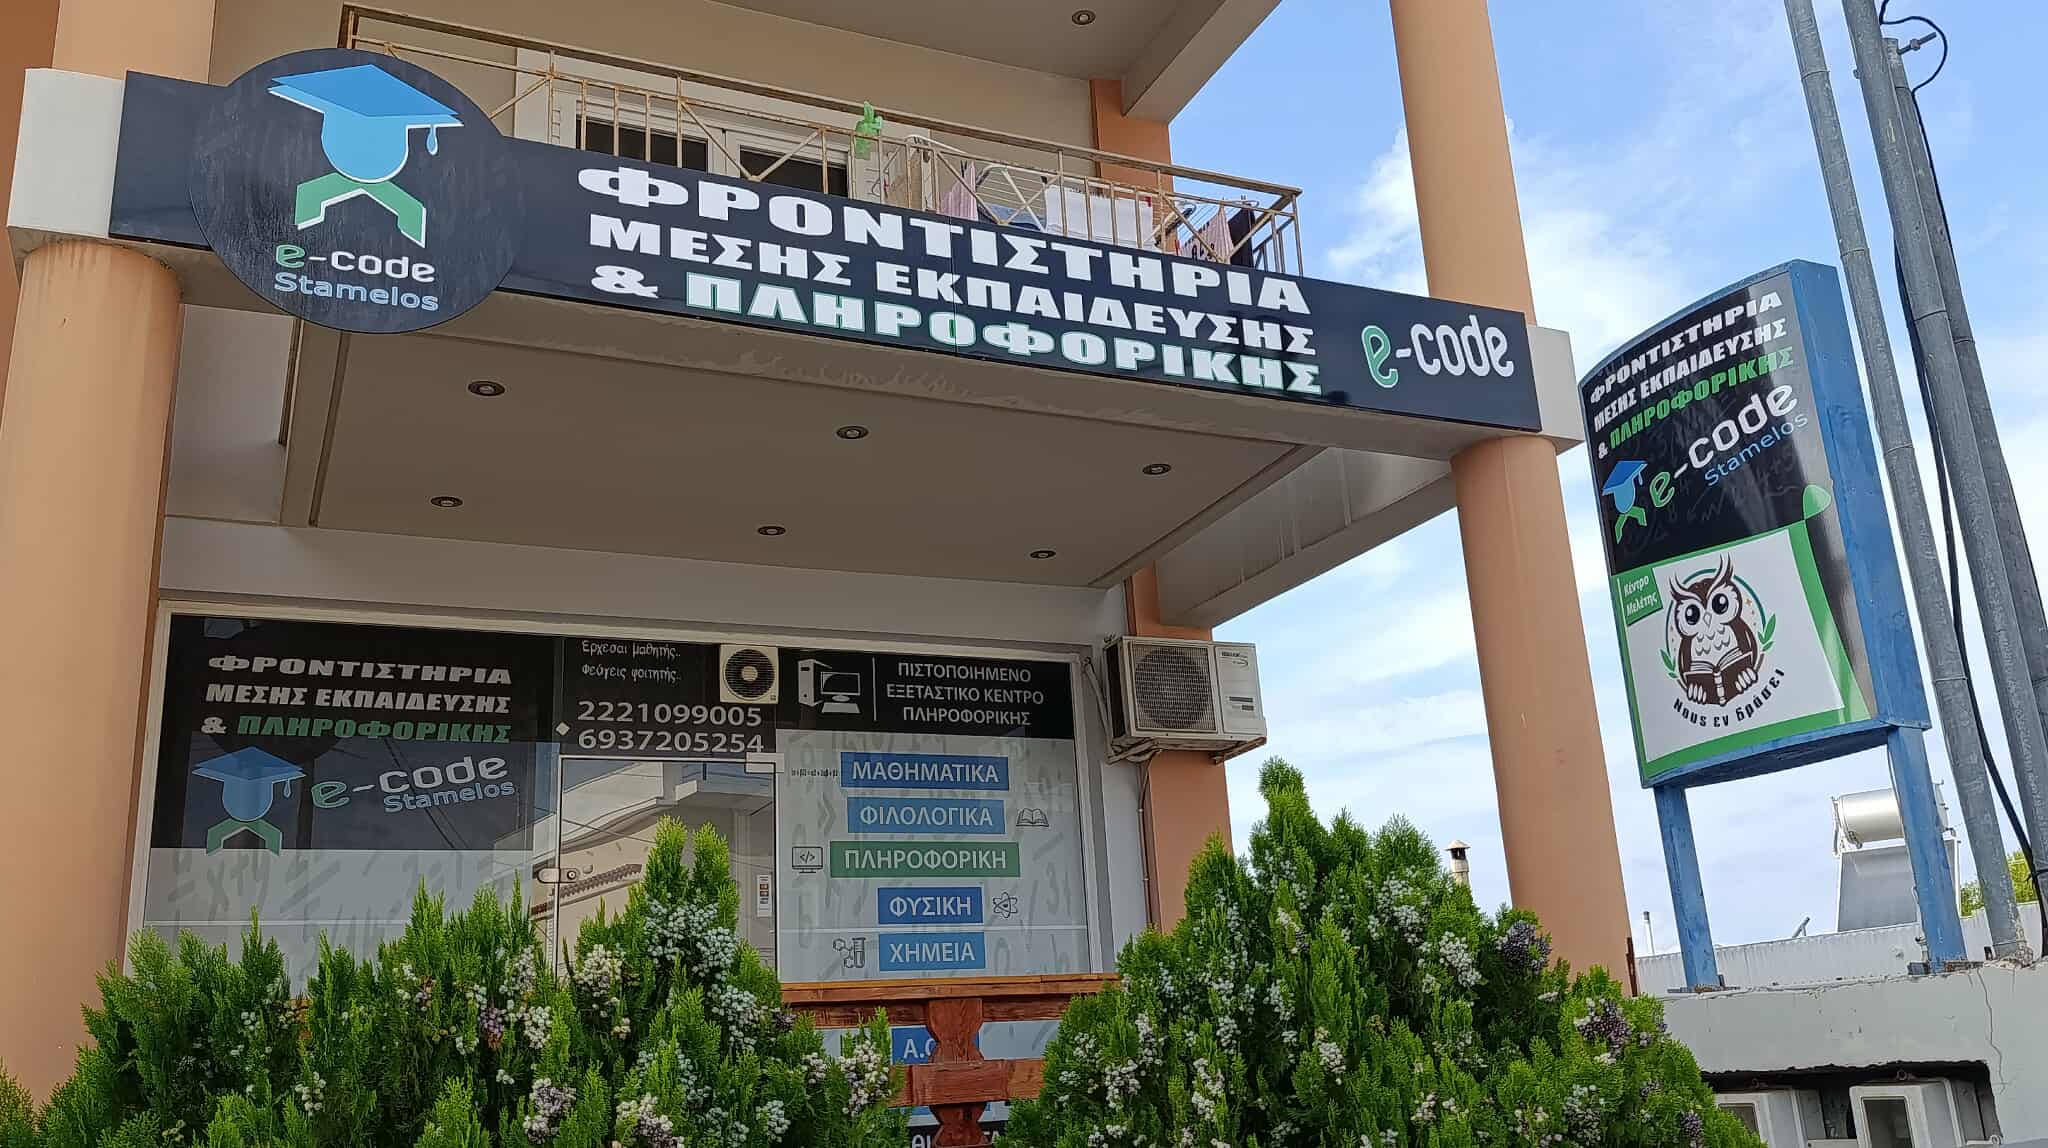 e-code
Stamelos
ΦΡΟΝΤΙΣΤΗΡΙΑ
ΜΕΣΗΣ ΕΚΠΑΙΔΕΥΣΗΣ
& ΠΛΗΡΟΦΟΡΙΚΗΣ
e-code
ΦΡΟΝΤΙΣΤΗΡΙΑ
ΜΕΣΗΣ ΕΚΠΑΙΔΕΥΣΗΣ
& ΠΛΗΡΟΦΟΡΙΚΗΣ
e-code
Stamelos
Κέντρο
Μελέτης
Νους εν δράσει
ΦΡΟΝΤΙΣΤΗΡΙΑ
ΜΕΣΗΣ ΕΚΠΑΙΔΕΥΣΗΣ
& ΠΛΗΡΟΦΟΡΙΚΗΣ
e-code
Stamelos
Έρχεσαι μαθητής..
Φεύγεις φοιτητής..
2221099005
6937205254
ΠΙΣΤΟΠΟΙΗΜΕΝΟ
ΕΞΕΤΑΣΤΙΚΟ ΚΕΝΤΡΟ
ΠΛΗΡΟΦΟΡΙΚΗΣ
ΜΑΘΗΜΑΤΙΚΑ
ΦΙΛΟΛΟΓΙΚΑ
</>
ΠΛΗΡΟΦΟΡΙΚΗ
ΦΥΣΙΚΗ
ΧΗΜΕΙΑ